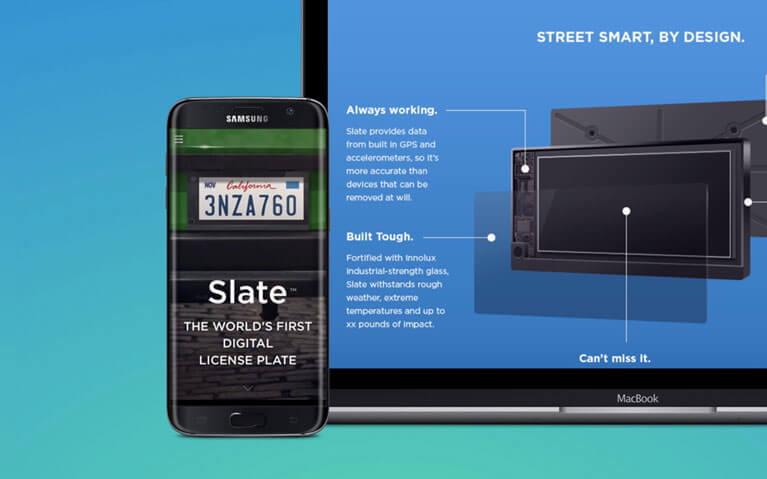 STREET SMART, BY DESIGN.
Always working.
Slate provides data
from built in GPS and
accelerometers, so it's
more accurate than
devices that can be
removed at will.
Built Tough.
Fortified with Innolux
industrial-strength glass,
Slate withstands rough
weather, extreme
temperatures and up to
xx pounds of impact.
Can't miss it.
MacBook
SAMSUNG
NOV California
3NZA760
Slate™
THE WORLD'S FIRST
DIGITAL
LICENSE PLATE